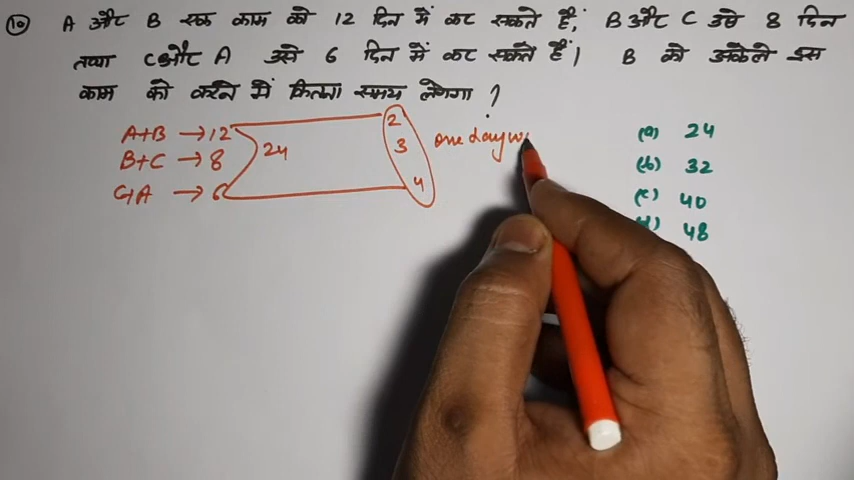 (10) A और B एक काम को 12 दिन में कर सकते हैं; B और C उसे 8 दिन
तथा C और A उसे 6 दिन में कर सकते हैं। B को अकेले इस
काम को करने में कितना समय लगेगा ?
A+B → 12 24 2 one day
B+C → 8 3
C+A → 6 4
(a) 24
(b) 32
(c) 40
48